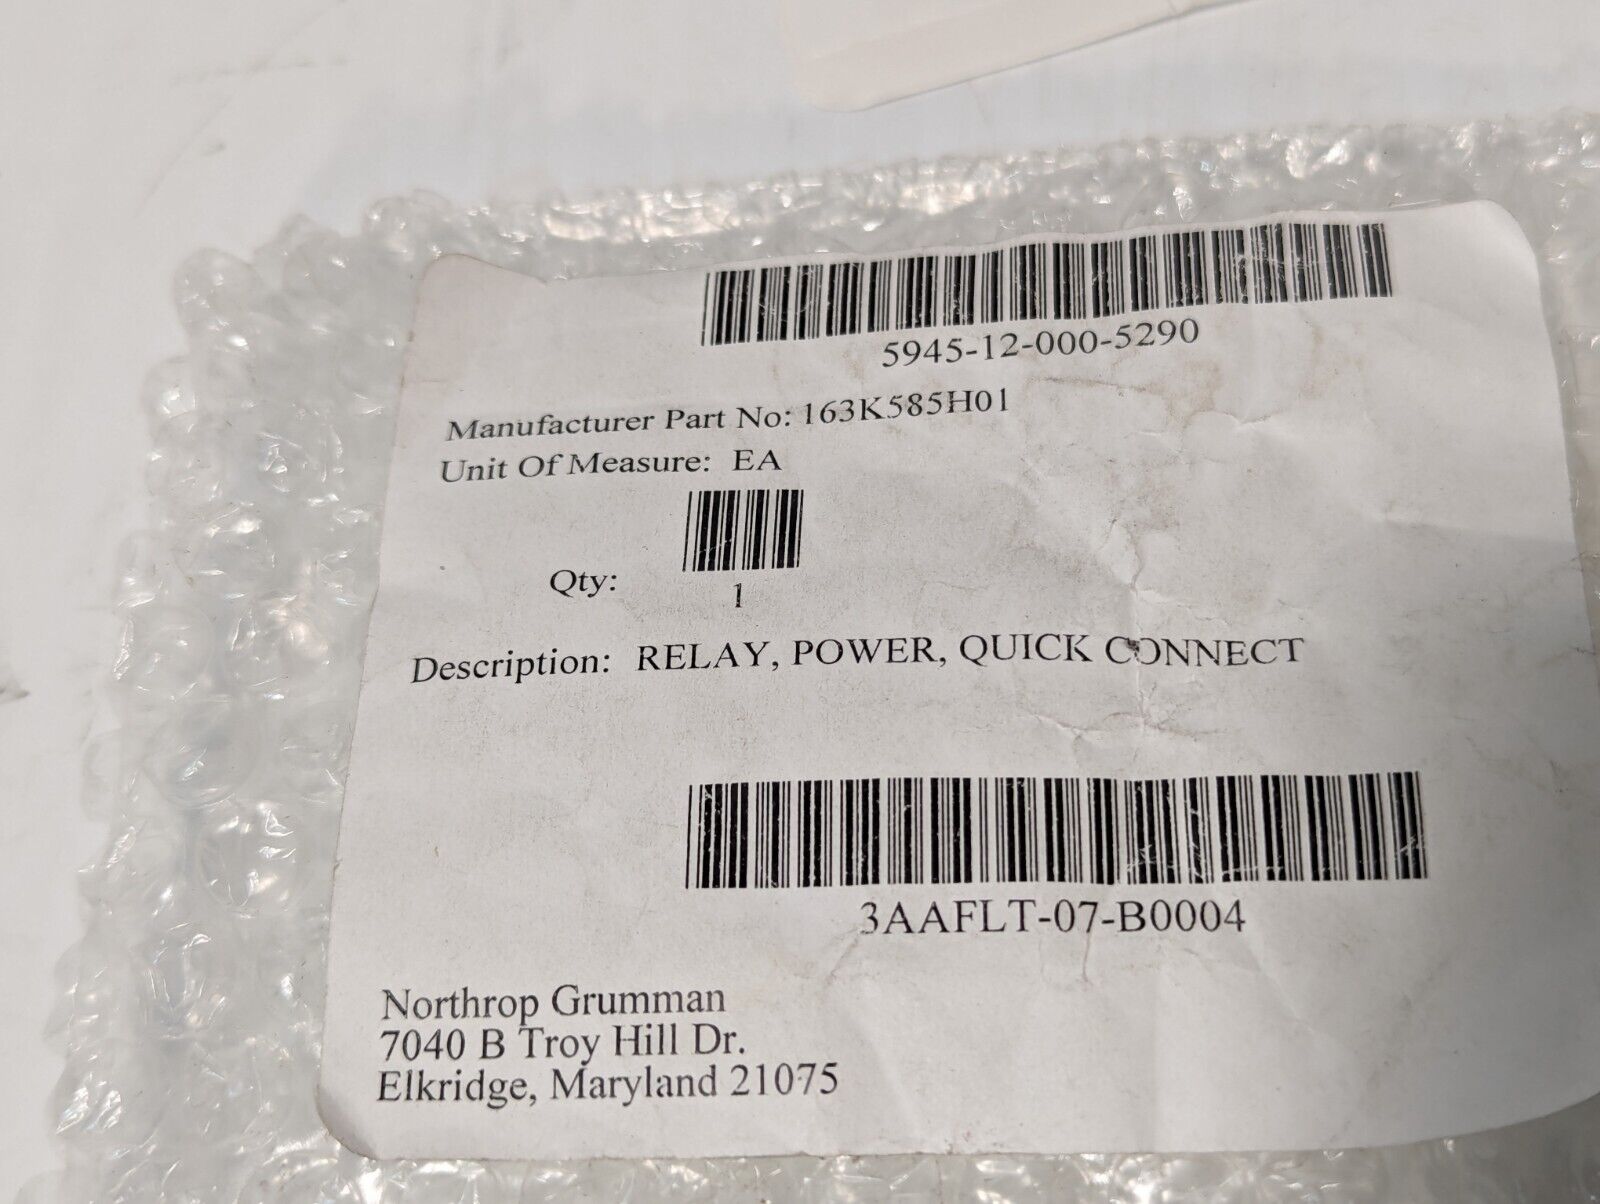 5945-12-000-5290
Manufacturer Part No: 163K585H01
Unit Of Measure: EA
Qty:
1
Description: RELAY, POWER, QUICK CONNECT
3AAFLT-07-B0004
Northrop Grumman
7040 B Troy Hill Dr.
Elkridge, Maryland 21075